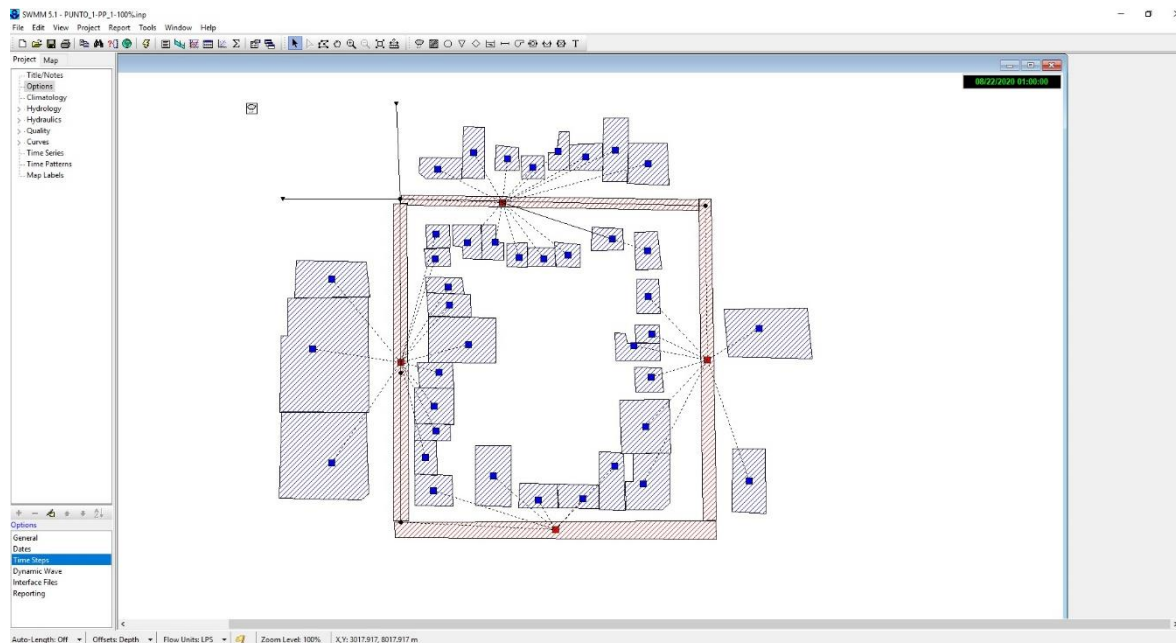 SWMM 5.1 - PUNTO_1-PP_1-100%.inp
File Edit View Project Report Tools Window Help
Project Map
Title/Notes
Options
Climatology
Hydrology
Hydraulics
Quality
Curves
Time Series
Time Patterns
Map Labels
08/22/2020 01:00:00
Options
General
Dates
Time Steps
Dynamic Wave
Interface Files
Reporting
Auto-Length: Off Offsets: Depth Flow Units: LPS Zoom Level: 100% X,Y: 3017.917, 8017.917 m